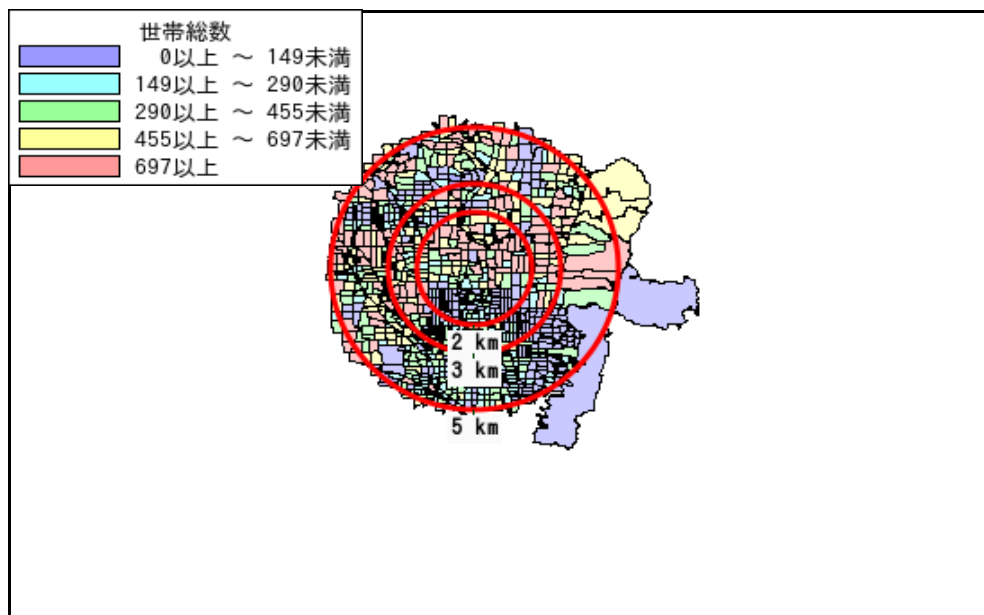 世帯総数
0以上 ～ 149未満
149以上 ～ 290未満
290以上 ～ 455未満
455以上 ～ 697未満
697以上
2 km
3 km
5 km